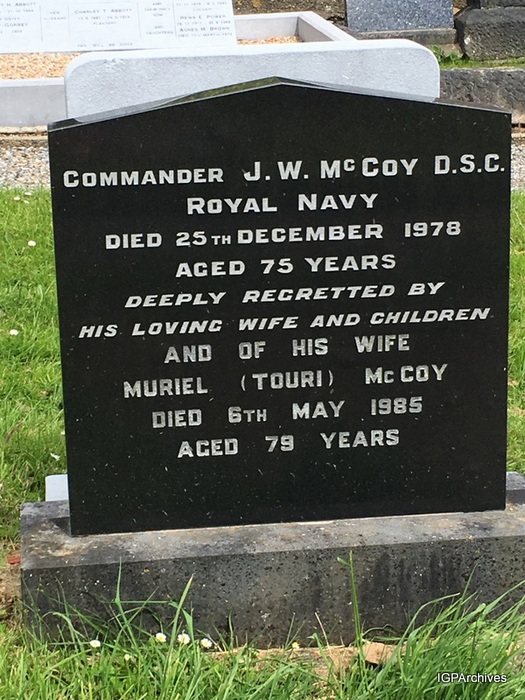 COMMANDER J. W. McCOY D.S.C.
ROYAL NAVY
DIED 25TH DECEMBER 1978
AGED 75 YEARS
DEEPLY REGRETTED BY
HIS LOVING WIFE AND CHILDREN
AND OF HIS WIFE
MURIEL (TOURI) McCOY
DIED 6TH MAY 1985
AGED 79 YEARS
IGPArchives